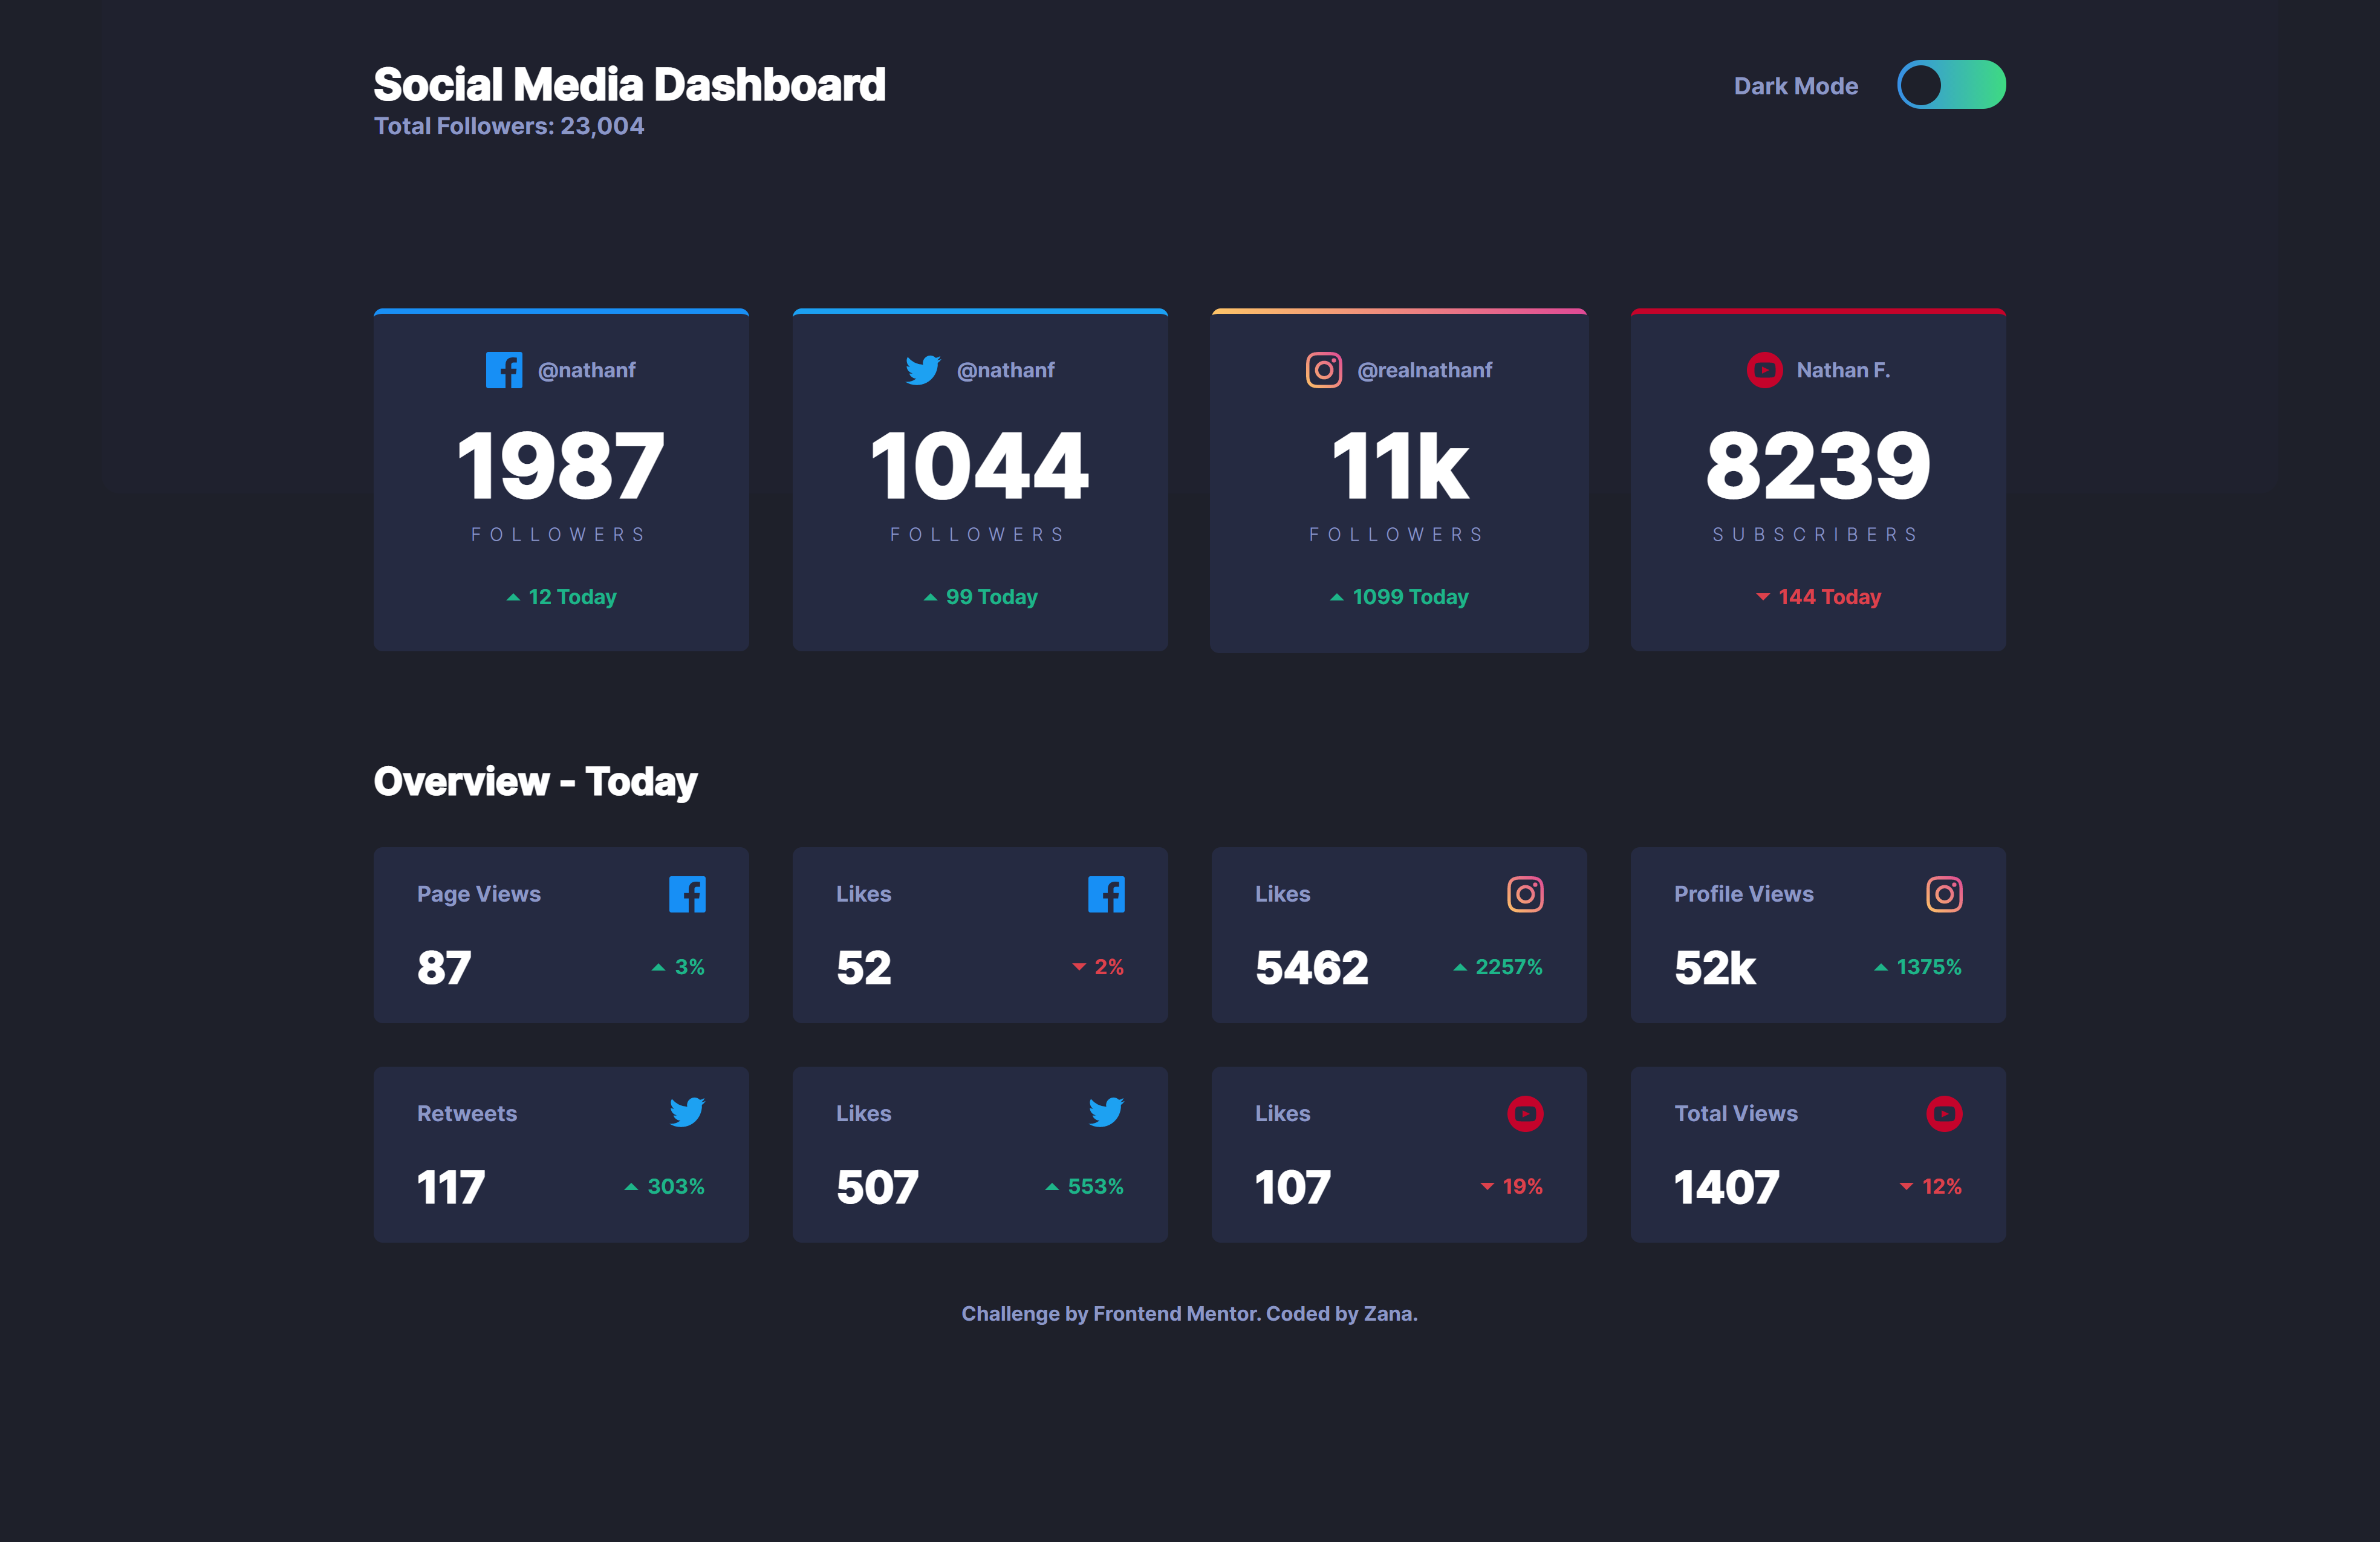 Social Media Dashboard
Total Followers: 23,004
Dark Mode
@nathanf
1987
FOLLOWERS
12 Today
@nathanf
1044
FOLLOWERS
99 Today
@realnathanf
11k
FOLLOWERS
1099 Today
Nathan F.
8239
SUBSCRIBERS
144 Today
Overview - Today
Page Views
87
3%
Likes
52
2%
Likes
5462
2257%
Profile Views
52k
1375%
Retweets
117
303%
Likes
507
553%
Likes
107
19%
Total Views
1407
12%
Challenge by Frontend Mentor. Coded by Zana.